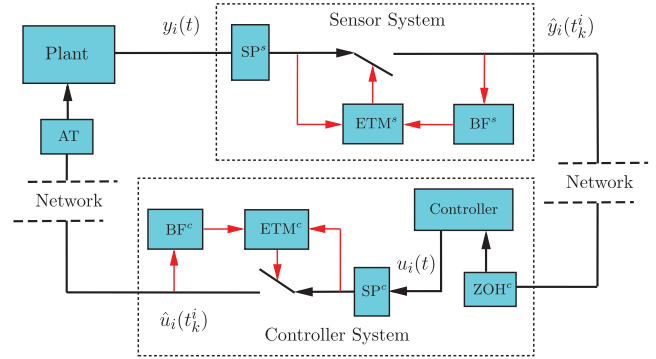 Sensor System
y_i(t)
ŷ_i(t_k^i)
Plant
SP^s
ETM^s
BF^s
AT
Network
Network
Controller
BF^c
ETM^c
u_i(t)
SP^c
ZOH^c
û_i(t_k^i)
Controller System